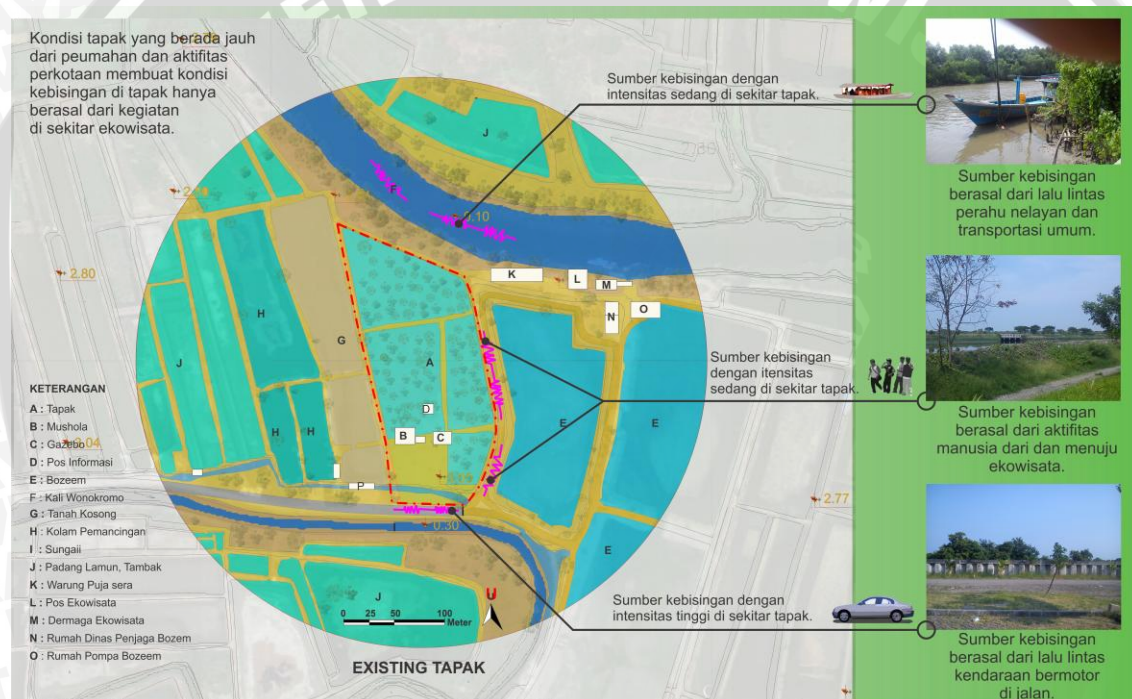 Kondisi tapak yang berada jauh
dari peumahan dan aktifitas
perkotaan membuat kondisi
kebisingan di tapak hanya
berasal dari kegiatan
di sekitar ekowisata.
Sumber kebisingan dengan
intensitas sedang di sekitar tapak.
Sumber kebisingan
berasal dari lalu lintas
perahu nelayan dan
transportasi umum.
Sumber kebisingan
dengan itensitas
sedang di sekitar tapak.
Sumber kebisingan
berasal dari aktifitas
manusia dari dan menuju
ekowisata.
Sumber kebisingan dengan
intensitas tinggi di sekitar tapak.
Sumber kebisingan
berasal dari lalu lintas
kendaraan bermotor
di jalan.
KETERANGAN
A : Tapak
B : Mushola
C : Gazebo
D : Pos Informasi
E : Bozeem
F : Kali Wonokromo
G : Tanah Kosong
H : Kolam Pemancingan
I : Sungaii
J : Padang Lamun, Tambak
K : Warung Puja sera
L : Pos Ekowisata
M : Dermaga Ekowisata
N : Rumah Dinas Penjaga Bozem
O : Rumah Pompa Bozeem
J
F
0.10
2.80
K
L
M
N
O
H
G
J
A
D
B
C
E
E
H
H
P
2.77
0.30
I
E
J
U
0 25 50 100
Meter
EXISTING TAPAK